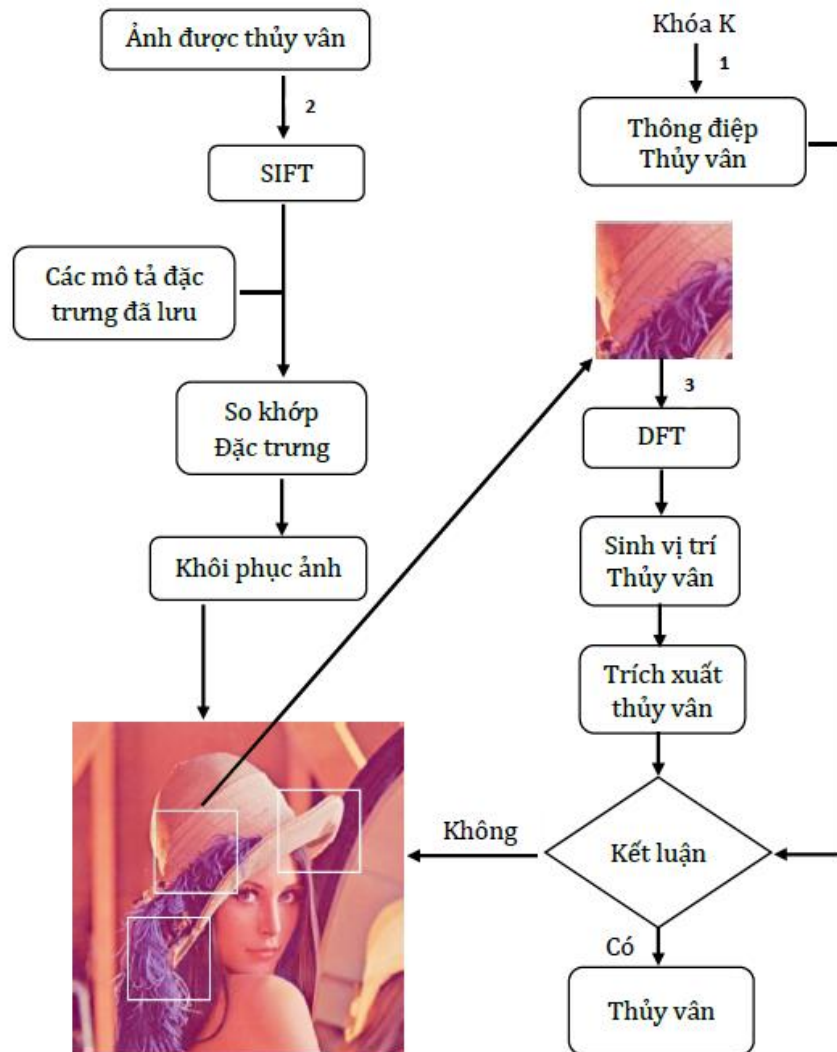 Ảnh được thủy vân
2
SIFT
Các mô tả đặc
trưng đã lưu
So khớp
Đặc trưng
Khôi phục ảnh
Khóa K
1
Thông điệp
Thủy vân
3
DFT
Sinh vị trí
Thủy vân
Trích xuất
thủy vân
Kết luận
Không
Có
Thủy vân